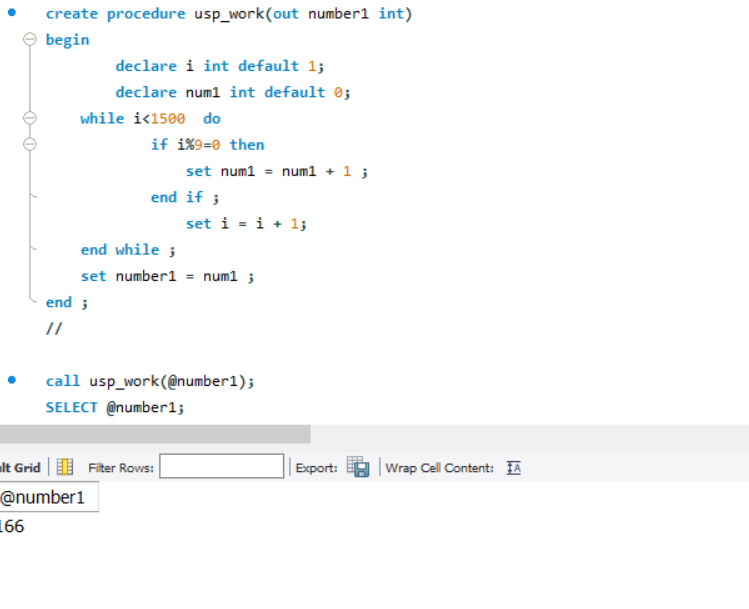 create procedure usp_work(out number1 int)
begin
declare i int default 1;
declare num1 int default 0;
while i<1500 do
if i%9=0 then
set num1 = num1 + 1 ;
end if ;
set i = i + 1;
end while ;
set number1 = num1 ;
end ;
//
call usp_work(@number1);
SELECT @number1;
lt Grid Filter Rows: Export: Wrap Cell Content: IA
@number1
166